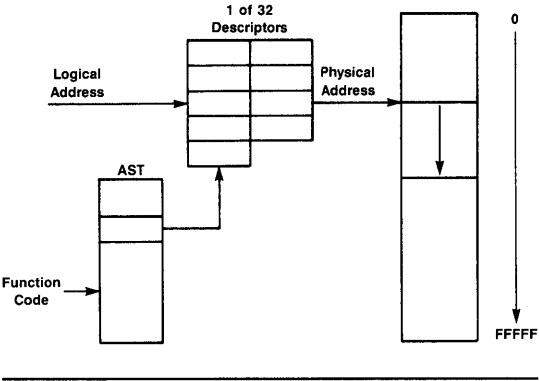 1 of 32
Descriptors
0
Logical
Address
Physical
Address
AST
Function
Code
FFFFF